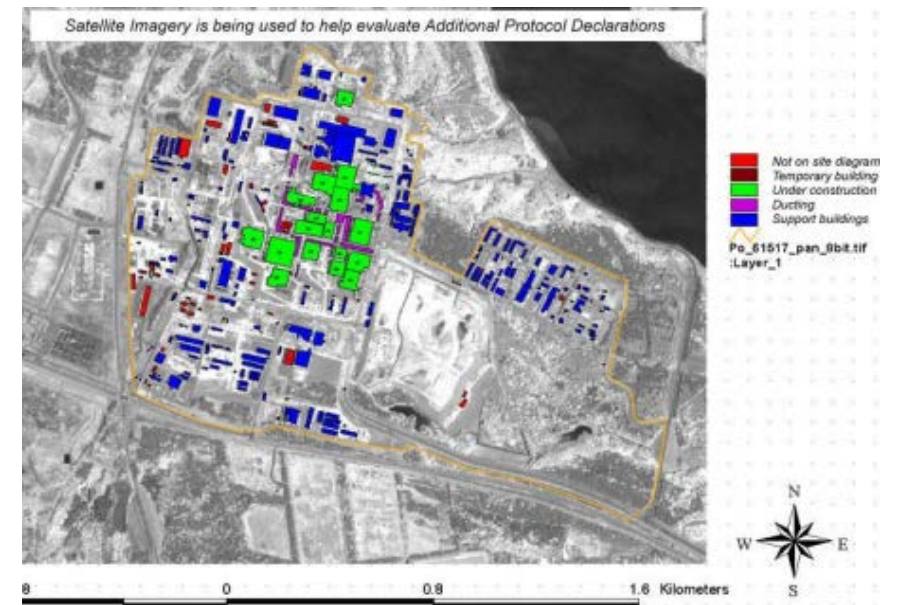 Satellite Imagery is being used to help evaluate Additional Protocol Declarations
Not on site diagram
Temporary building
Under construction
Ducting
Support buildings
Po_61517_pan_8bit.tif
:Layer_1
N
W E
S
8 0 0.8 1.6 Kilometers